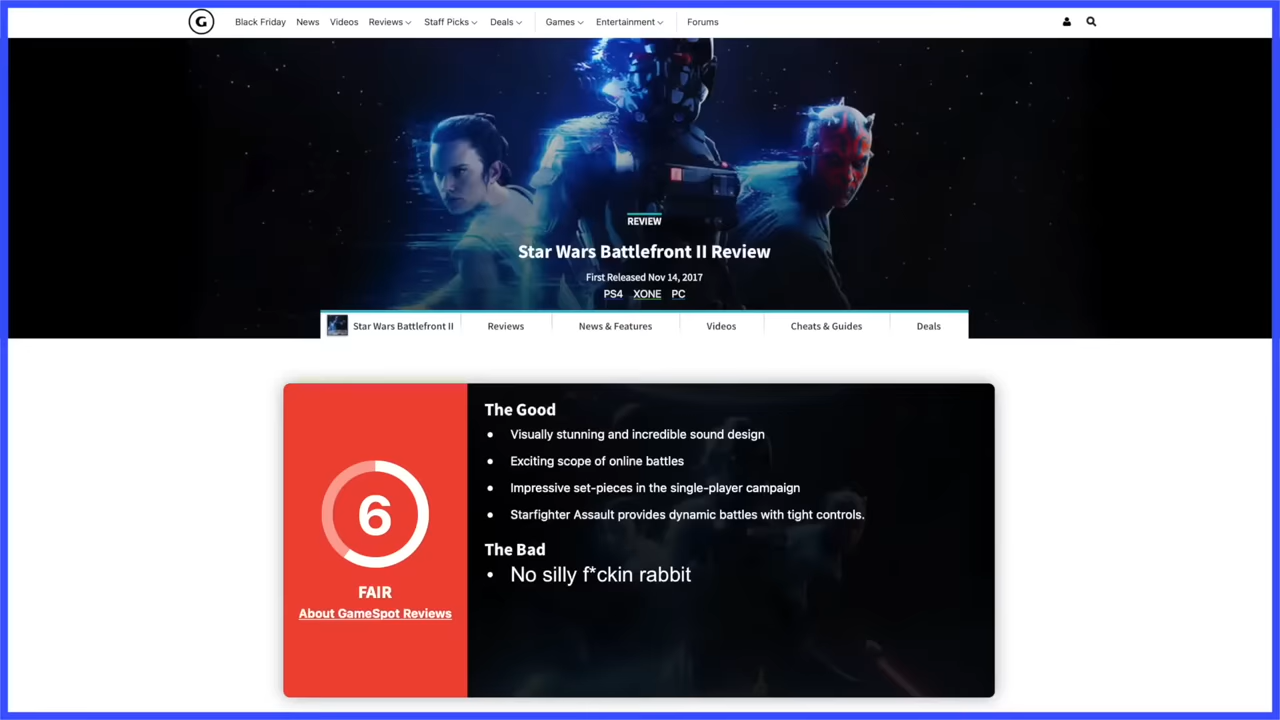 G
Black Friday News Videos Reviews Staff Picks Deals Games Entertainment Forums
REVIEW
Star Wars Battlefront II Review
First Released Nov 14, 2017
PS4 XONE PC
Star Wars Battlefront II Reviews News & Features Videos Cheats & Guides Deals
The Good
• Visually stunning and incredible sound design
• Exciting scope of online battles
• Impressive set-pieces in the single-player campaign
• Starfighter Assault provides dynamic battles with tight controls.
The Bad
• No silly f*ckin rabbit
6
FAIR
About GameSpot Reviews